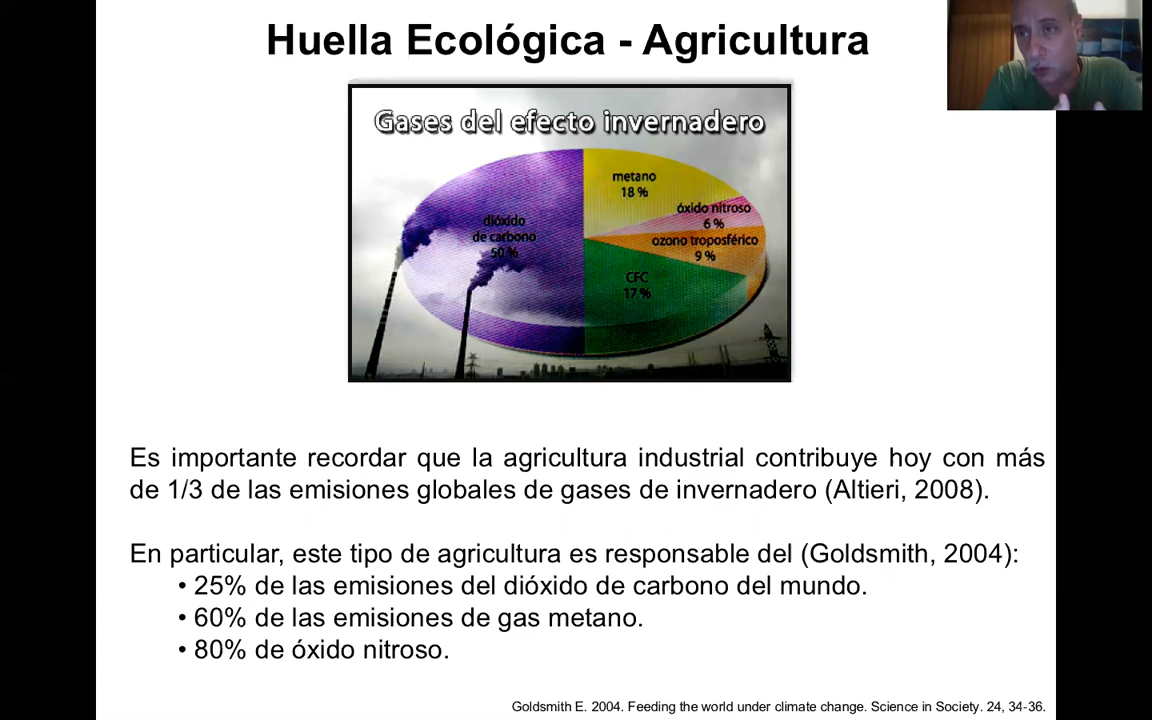 Huella Ecológica - Agricultura
Gases del efecto invernadero
metano
18 %
óxido nitroso
6 %
dióxido
de carbono
50 %
ozono troposférico
9 %
CFC
17 %
Es importante recordar que la agricultura industrial contribuye hoy con más
de 1/3 de las emisiones globales de gases de invernadero (Altieri, 2008).
En particular, este tipo de agricultura es responsable del (Goldsmith, 2004):
• 25% de las emisiones del dióxido de carbono del mundo.
• 60% de las emisiones de gas metano.
• 80% de óxido nitroso.
Goldsmith E. 2004. Feeding the world under climate change. Science in Society. 24, 34-36.